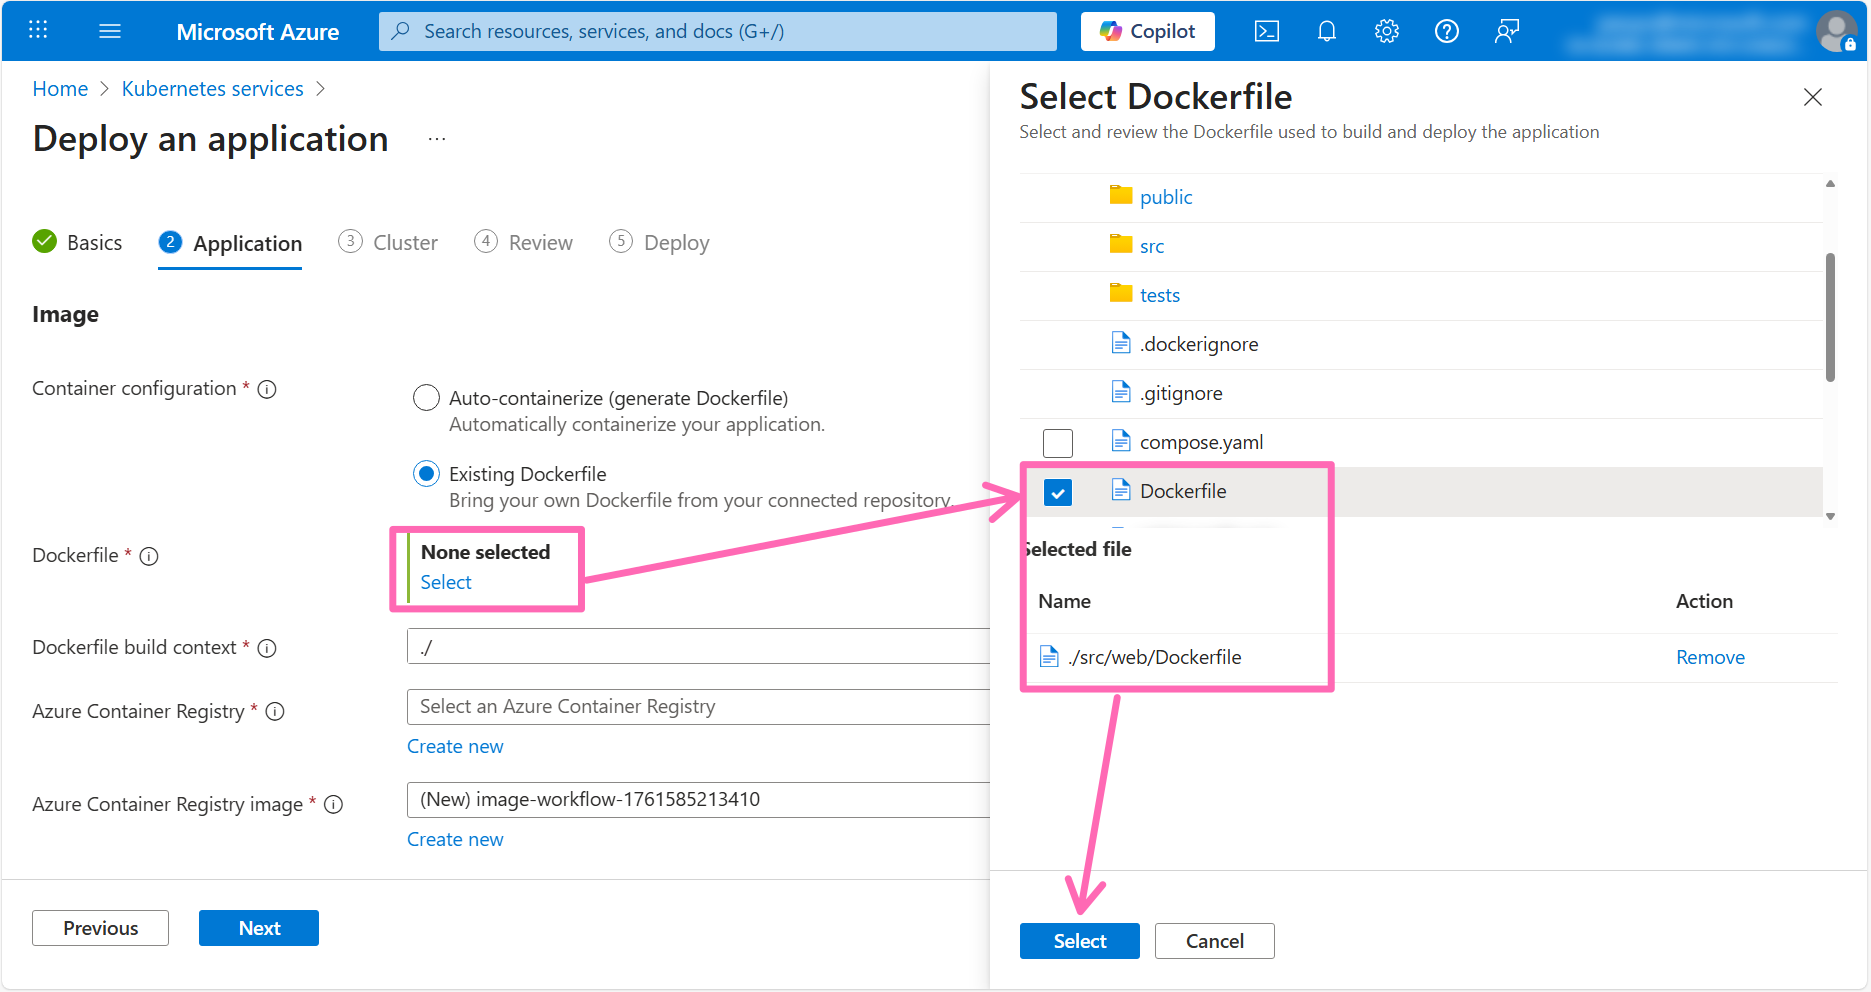 Microsoft Azure
Search resources, services, and docs (G+/)
Copilot
Home > Kubernetes services >
Deploy an application ...
Basics
2 Application
3 Cluster
4 Review
5 Deploy
Image
Container configuration *
Auto-containerize (generate Dockerfile)
Automatically containerize your application.
Existing Dockerfile
Bring your own Dockerfile from your connected repository.
Dockerfile *
None selected
Select
Dockerfile build context *
./
Azure Container Registry *
Select an Azure Container Registry
Create new
Azure Container Registry image *
(New) image-workflow-1761585213410
Create new
Previous
Next
Select Dockerfile
Select and review the Dockerfile used to build and deploy the application
public
src
tests
.dockerignore
.gitignore
compose.yaml
Dockerfile
Selected file
Name Action
./src/web/Dockerfile Remove
Select
Cancel